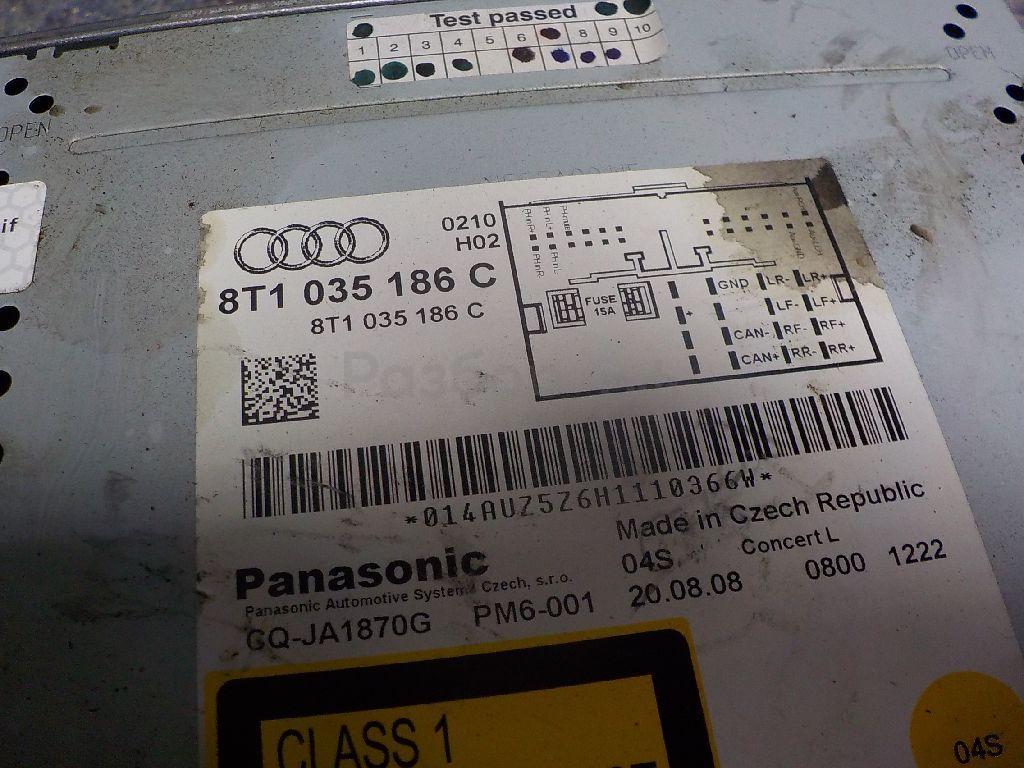 Test passed
1 2 3 4 5 6 8 9 10
OPEN
OPEN
if
0210
H02
8T1 035 186 C
8T1 035 186 C
FUSE
15A
+
GND LR- LR+
LF- LF+
CAN- RF- RF+
CAN+ RR- RR+
*014AUZ5Z6H1110366W*
Made in Czech Republic
Panasonic
04S Concert L
Panasonic Automotive Systems Czech, s.r.o.
CQ-JA1870G PM6-001 20.08.08 0800 1222
CLASS 1
04S